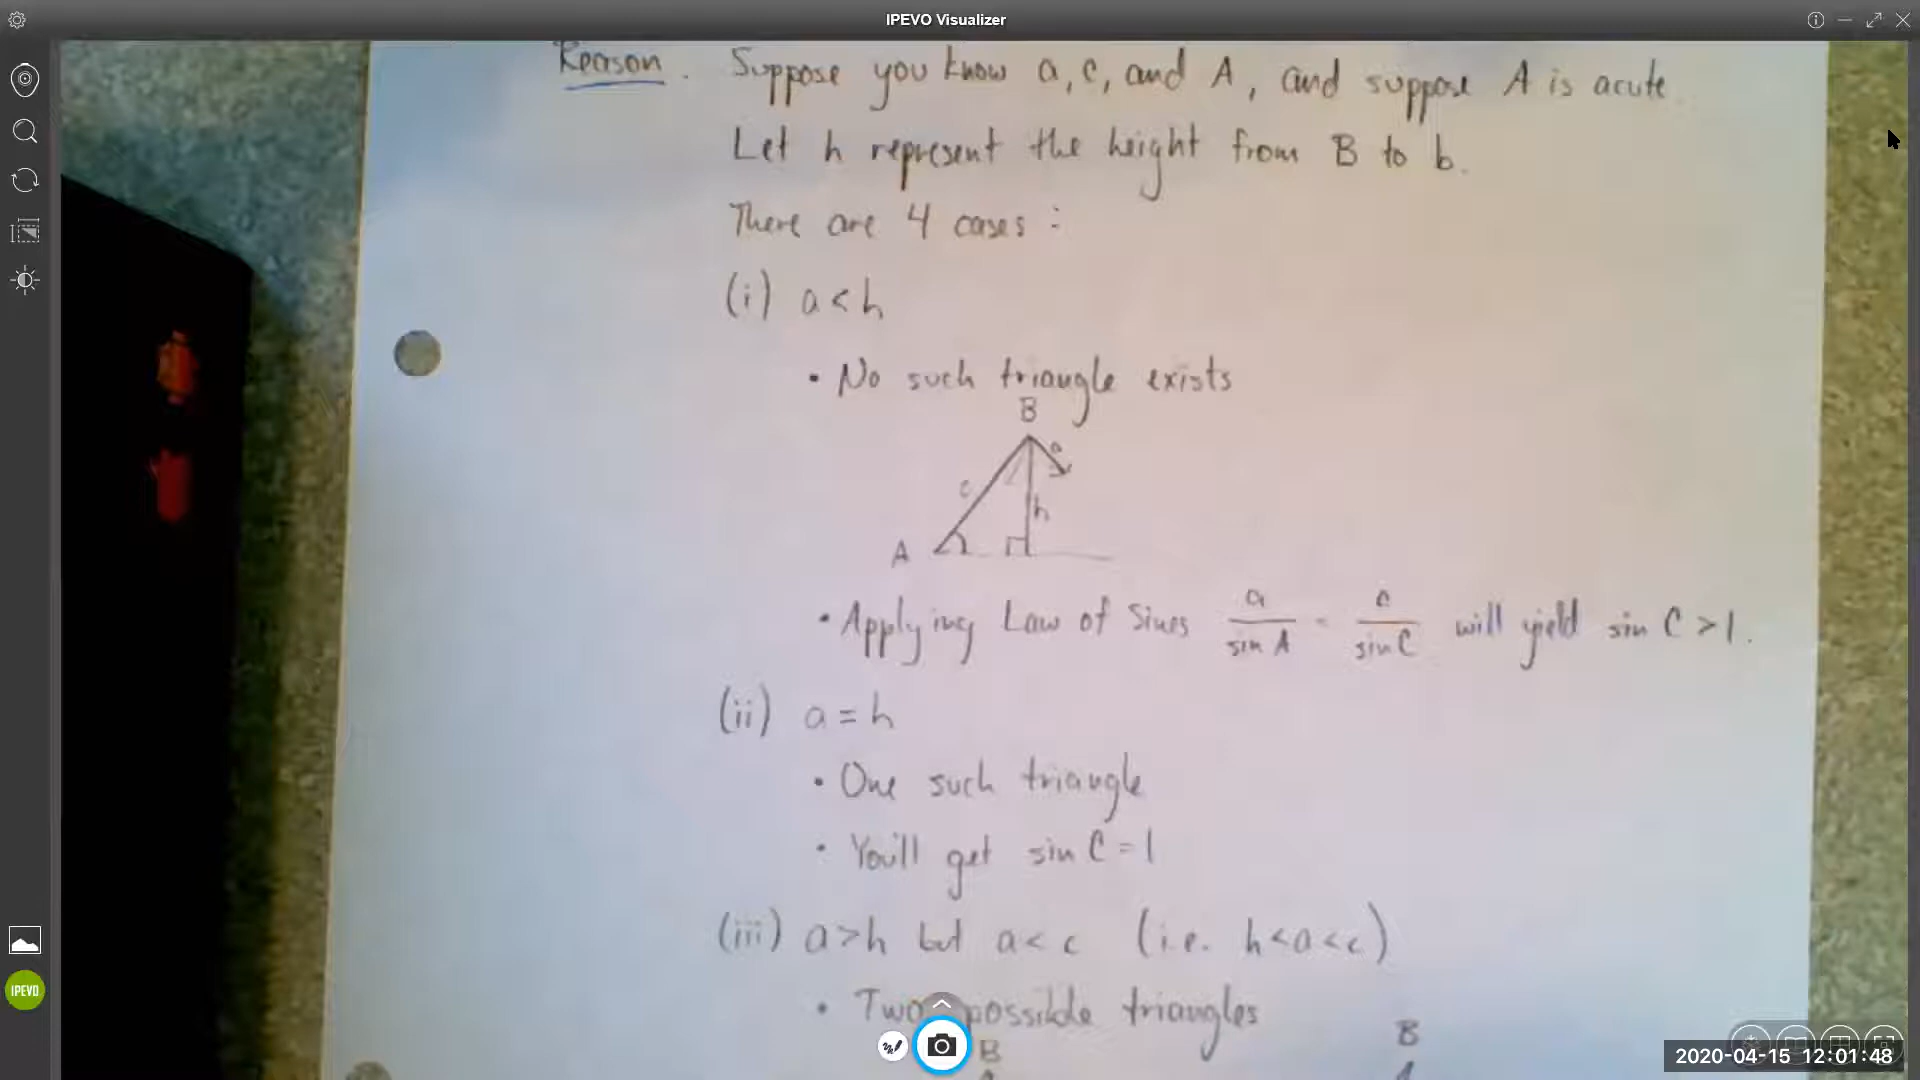 IPEVO Visualizer
Reason. Suppose you know a, c, and A, and suppose A is acute.
Let h represent the height from B to b.
There are 4 cases :
(i) a < h
• No such triangle exists
B
a
c
h
A
• Applying Law of Sines a/sin A = c/sin C will yield sin C > 1.
(ii) a = h
• One such triangle
• You'll get sin C = 1
(iii) a > h but a < c (i.e. h < a < c)
• Two possible triangles
B
B
IPEVO
2020-04-15 12:01:48